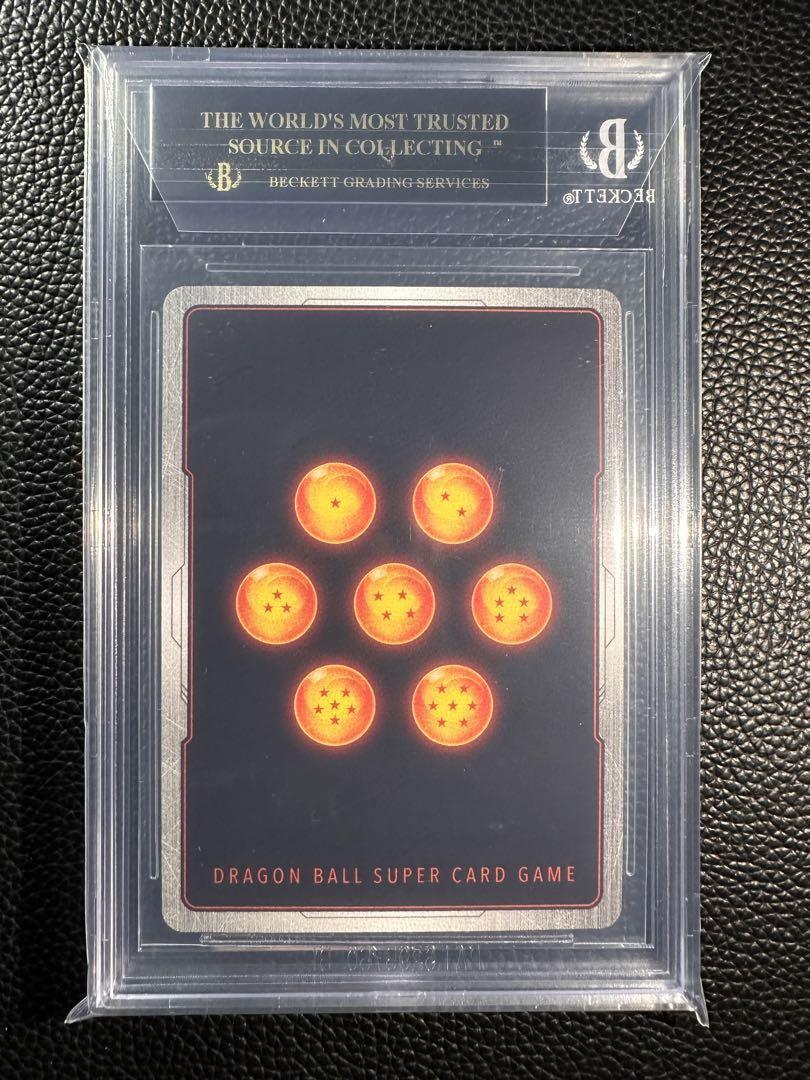 THE WORLD'S MOST TRUSTED
SOURCE IN COLLECTING ™
B BECKETT GRADING SERVICES
B
BECKETT®
DRAGON BALL SUPER CARD GAME